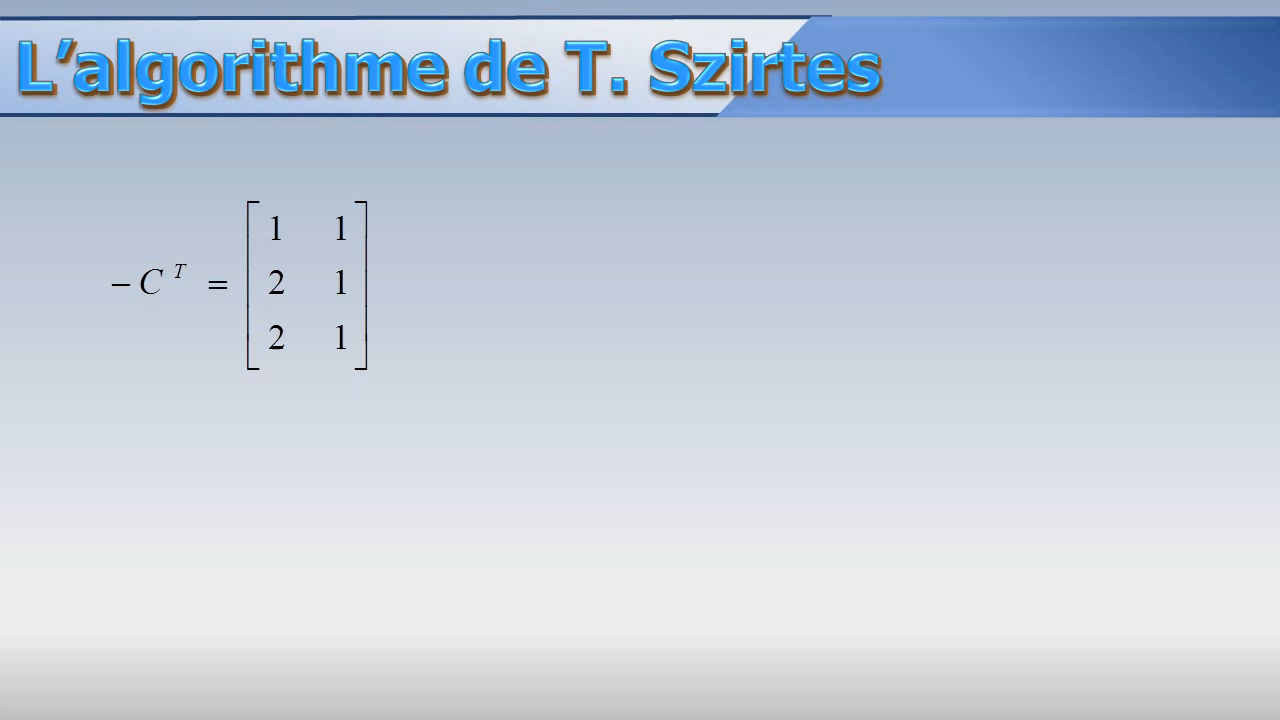 L’algorithme de T. Szirtes
1 1
− C T = 2 1
2 1